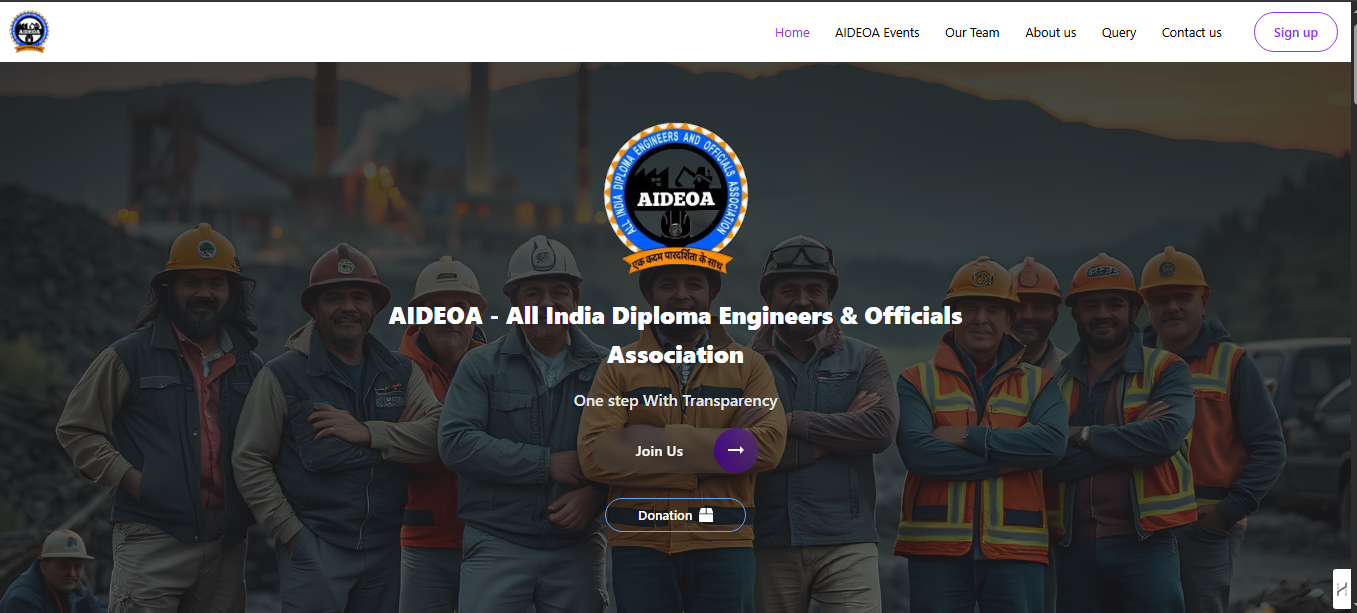 AIDEOA
Home
AIDEOA Events
Our Team
About us
Query
Contact us
Sign up
ALL INDIA DIPLOMA ENGINEERS AND OFFICIALS ASSOCIATION
AIDEOA
एक कदम पारदर्शिता के साथ
AIDEOA - All India Diploma Engineers & Officials
Association
One step With Transparency
Join Us
Donation